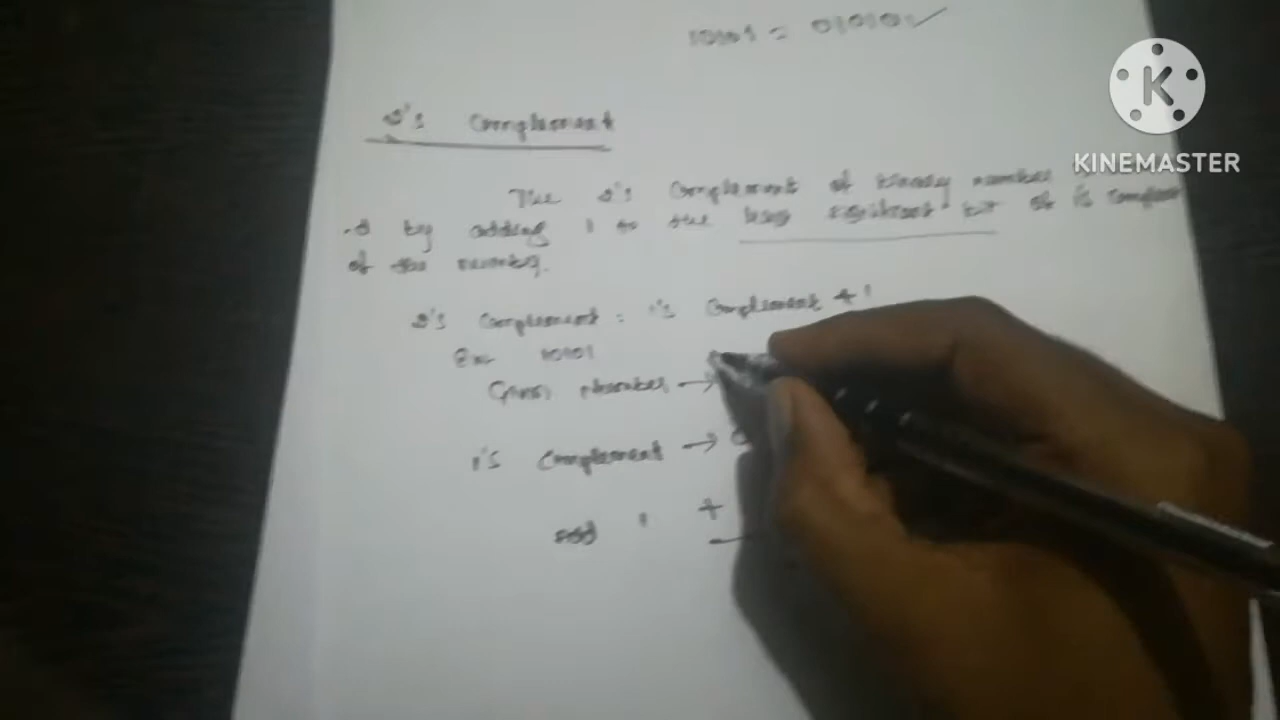 10101 = 01010
KINEMASTER
2's Complement
The 2's Complement of binary number
d by adding 1 to the least significant bit of 1's complement
of the number.
2's Complement = 1's Complement + 1
Ex 10101
Given Number →
1's Complement → 0
add 1 +